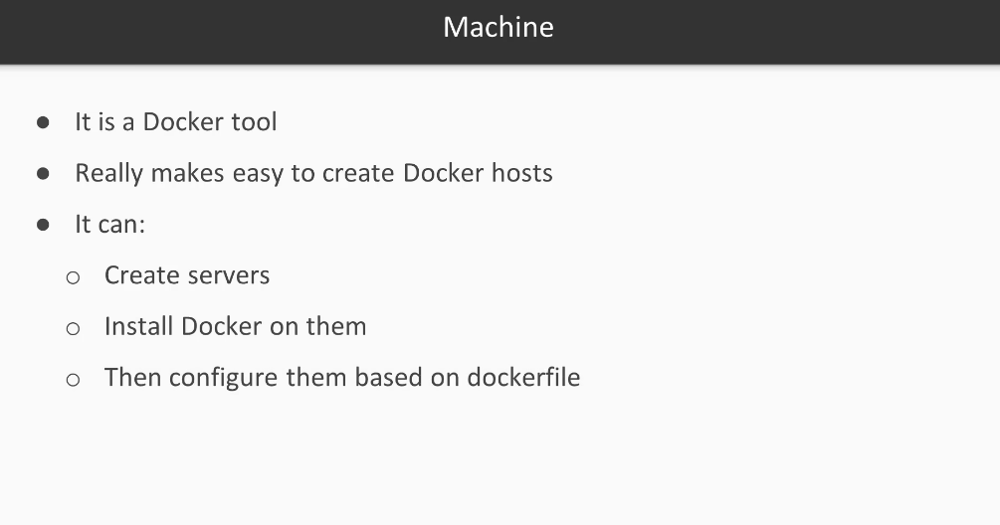 Machine
● It is a Docker tool
● Really makes easy to create Docker hosts
● It can:
○ Create servers
○ Install Docker on them
○ Then configure them based on dockerfile